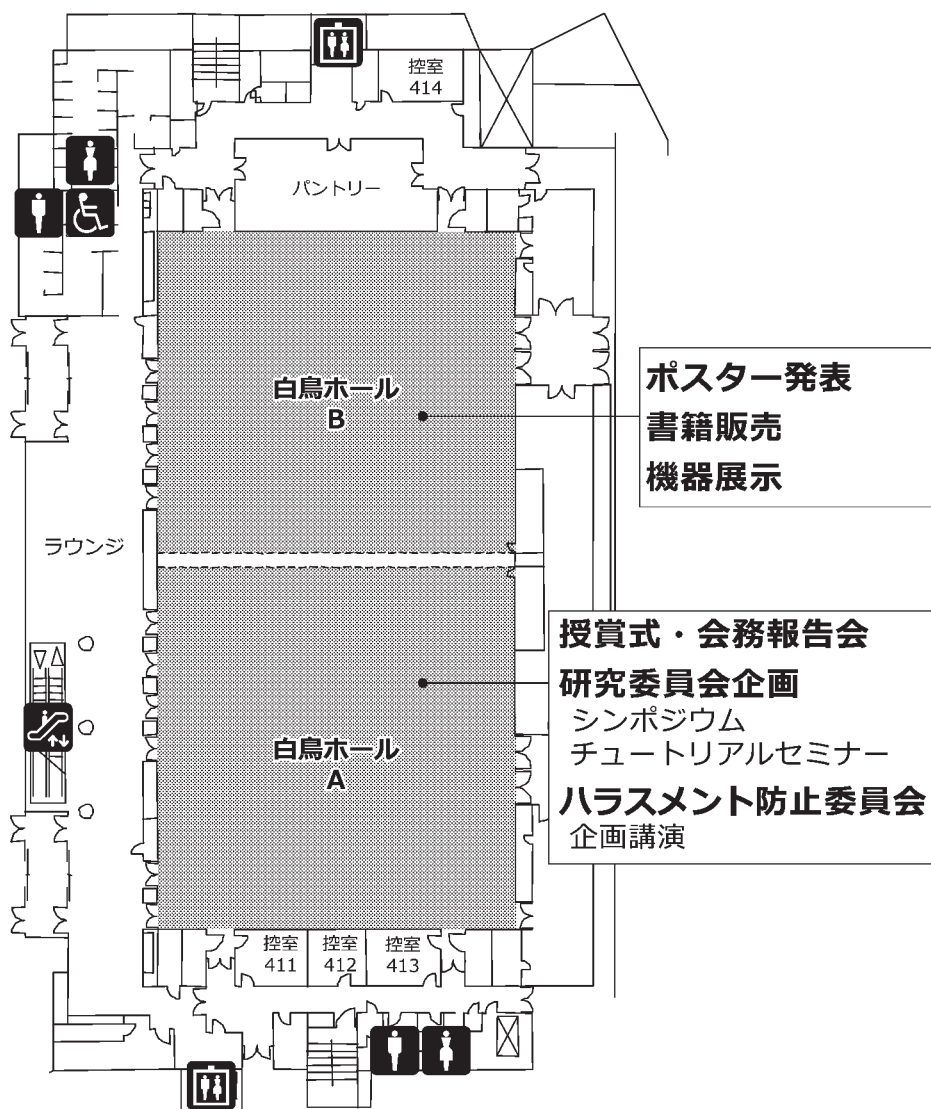 控室
414
パントリー
白鳥ホール
B
ポスター発表
書籍販売
機器展示
ラウンジ
授賞式・会務報告会
研究委員会企画
シンポジウム
チュートリアルセミナー
ハラスメント防止委員会
企画講演
白鳥ホール
A
控室
411
控室
412
控室
413